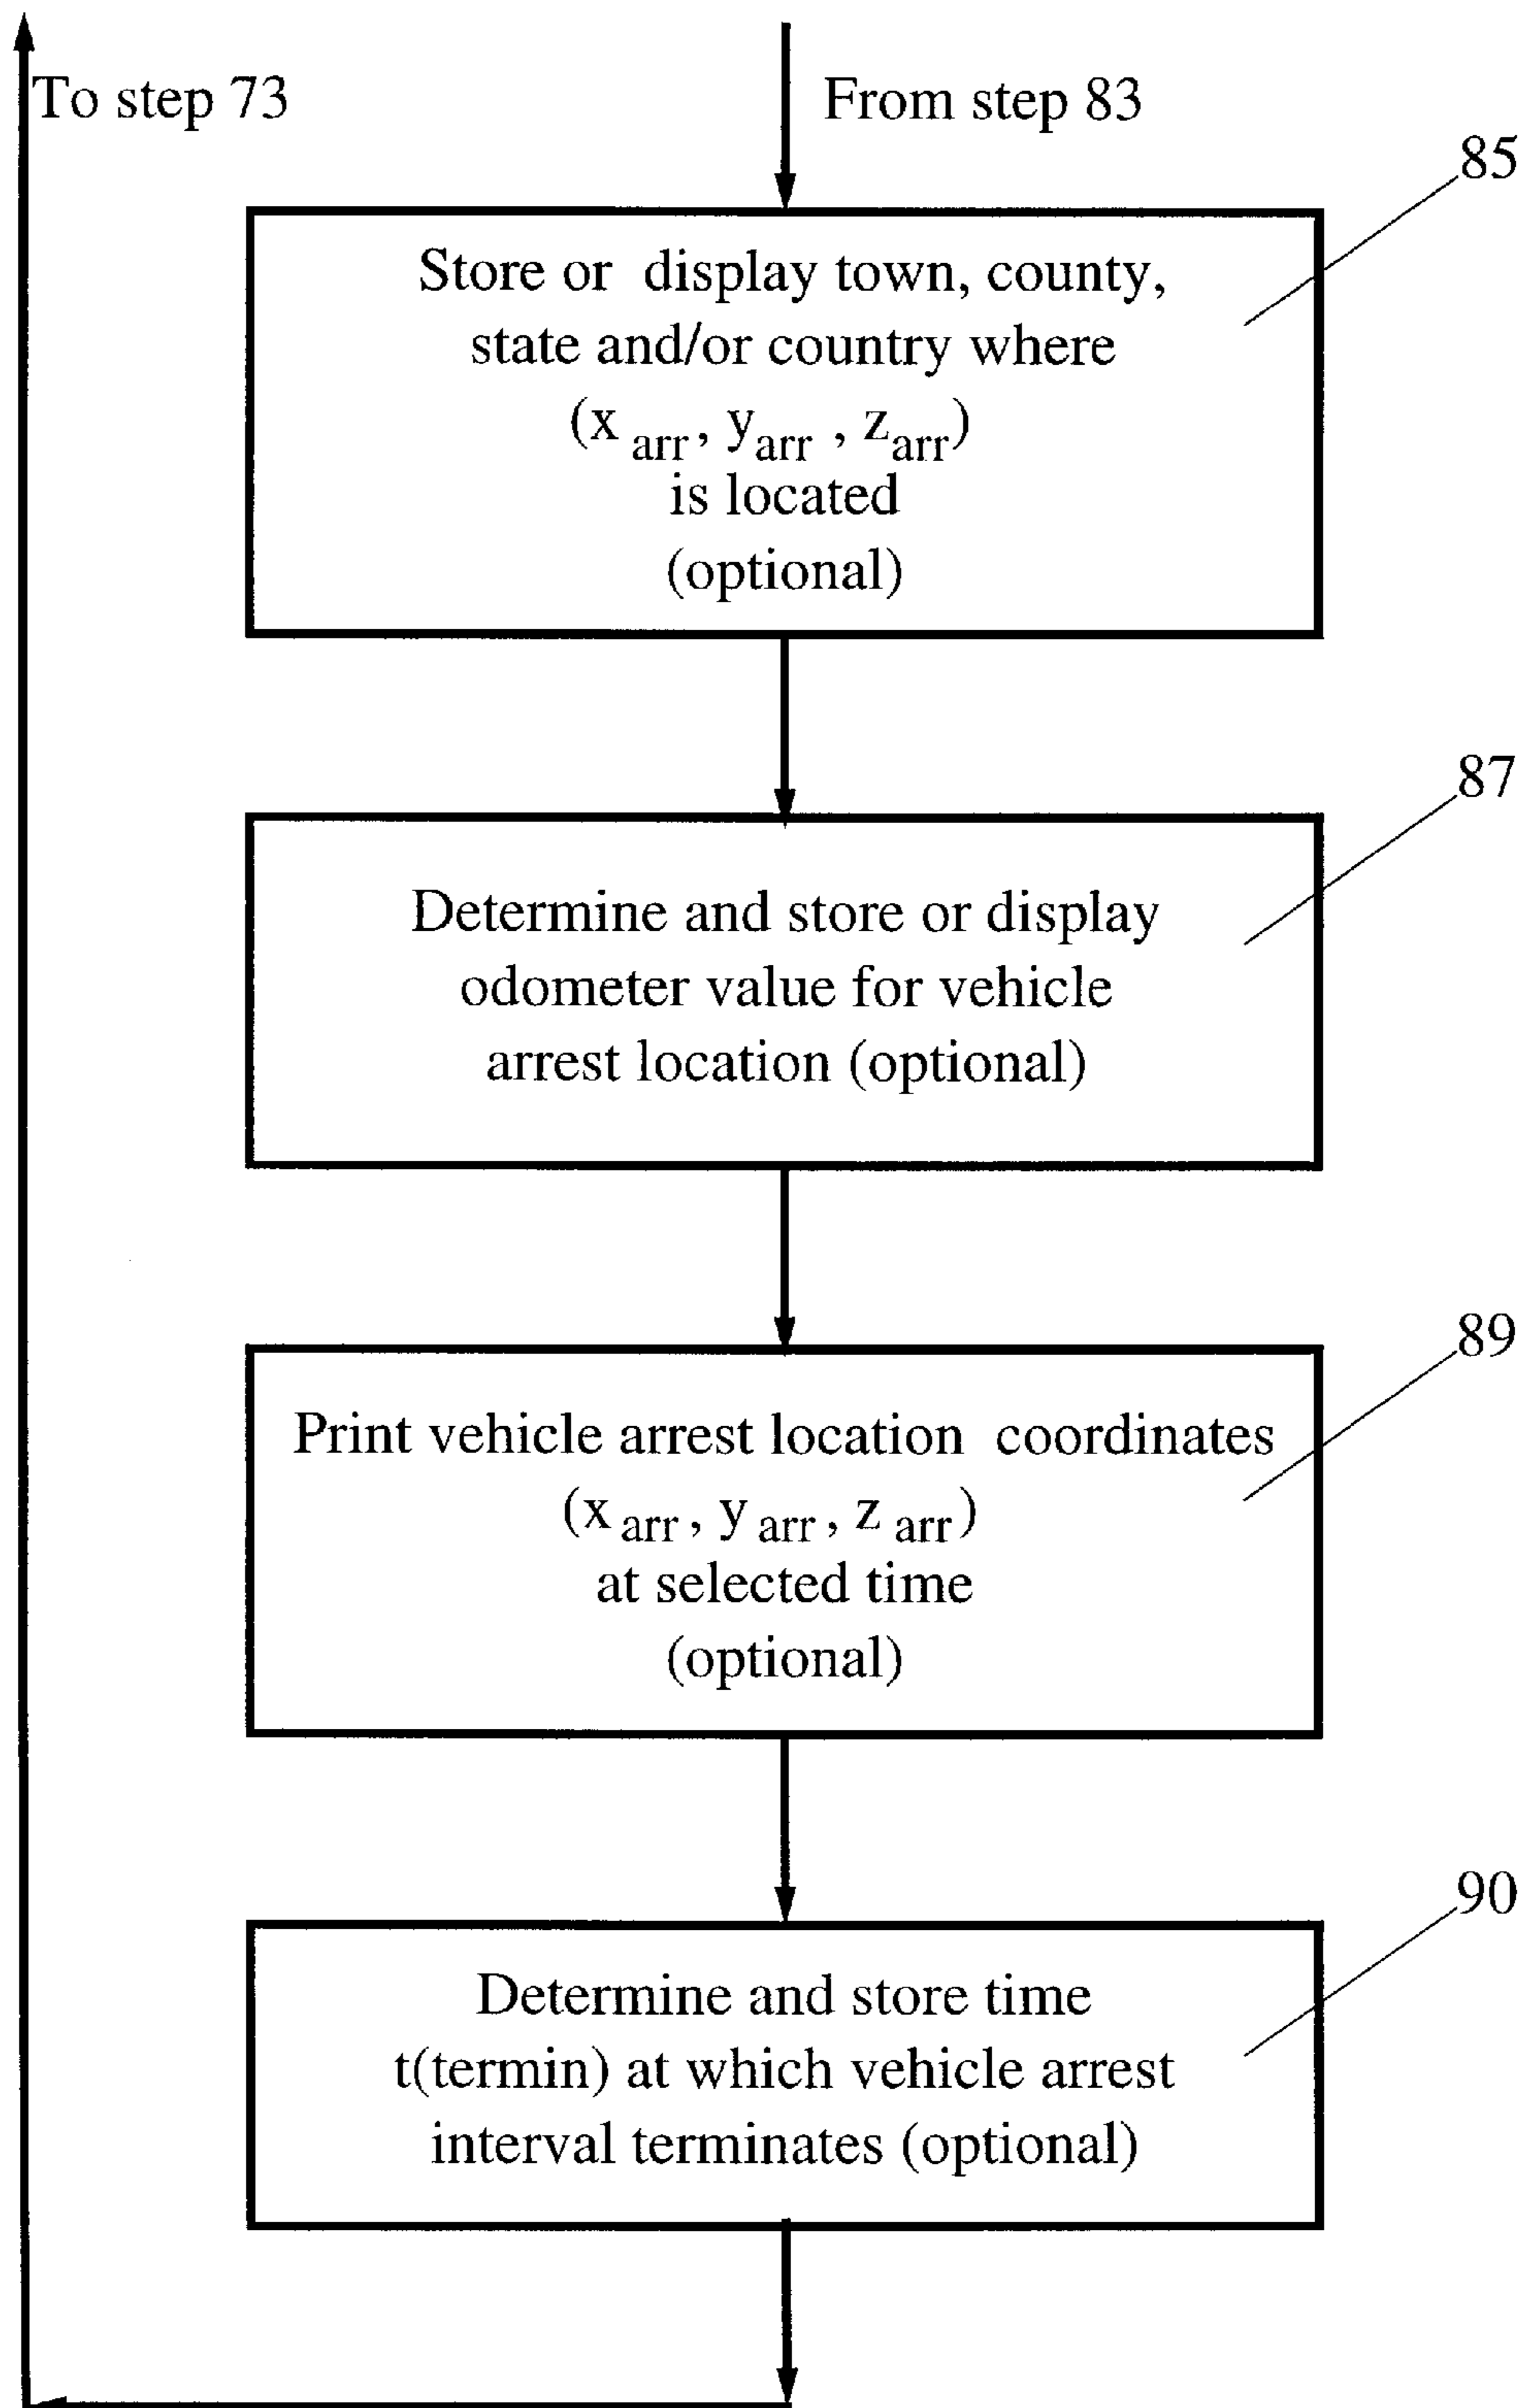 To step 73
From step 83
85
Store or display town, county,
state and/or country where
(x arr, y arr, z arr)
is located
(optional)
87
Determine and store or display
odometer value for vehicle
arrest location (optional)
89
Print vehicle arrest location coordinates
(x arr, y arr, z arr)
at selected time
(optional)
90
Determine and store time
t(termin) at which vehicle arrest
interval terminates (optional)